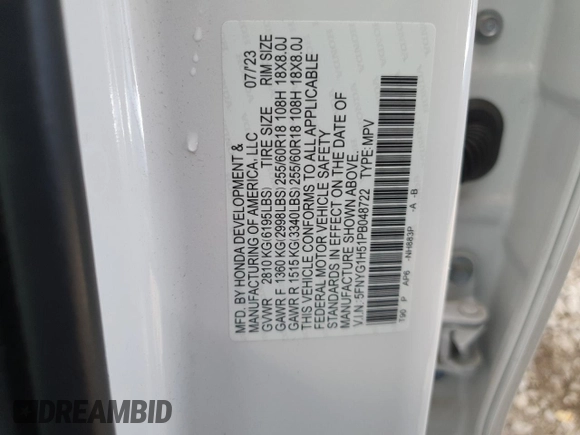 MFD. BY HONDA DEVELOPMENT &
MANUFACTURING OF AMERICA, LLC 07/'23
GVWR 2810 KG(6195LBS) TIRE SIZE RIM SIZE
GAWR F 1360 KG(2998LBS) 255/60R18 108H 18X8.0J
GAWR R 1515 KG(3340LBS) 255/60R18 108H 18X8.0J
THIS VEHICLE CONFORMS TO ALL APPLICABLE
FEDERAL MOTOR VEHICLE SAFETY
STANDARDS IN EFFECT ON THE DATE OF
MANUFACTURE SHOWN ABOVE.
V.I.N.: 5FNYG1H51PB048722 TYPE:MPV
T90 P AP6 -NH883P -A -B
DREAMBID